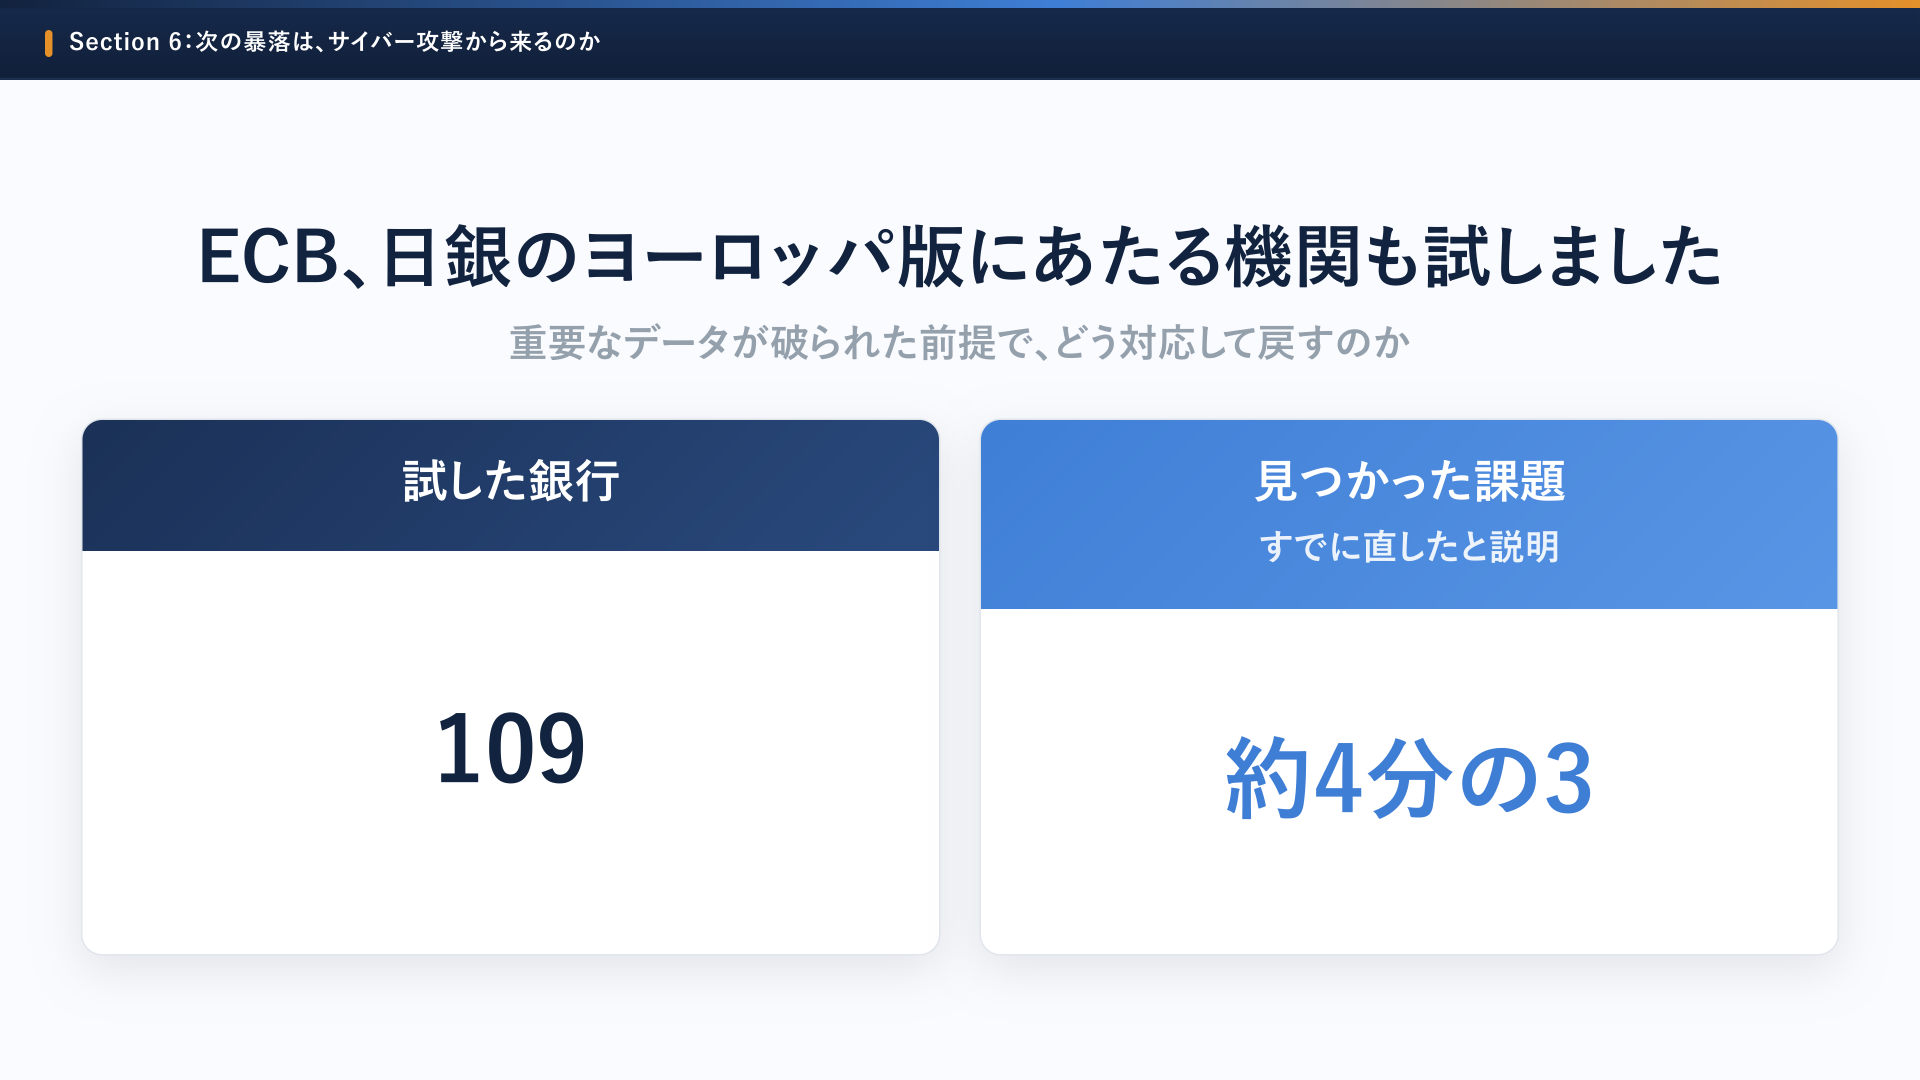 Section 6：次の暴落は、サイバー攻撃から来るのか
ECB、日銀のヨーロッパ版にあたる機関も試しました
重要なデータが破られた前提で、どう対応して戻すのか
試した銀行
109
見つかった課題
すでに直したと説明
約4分の3